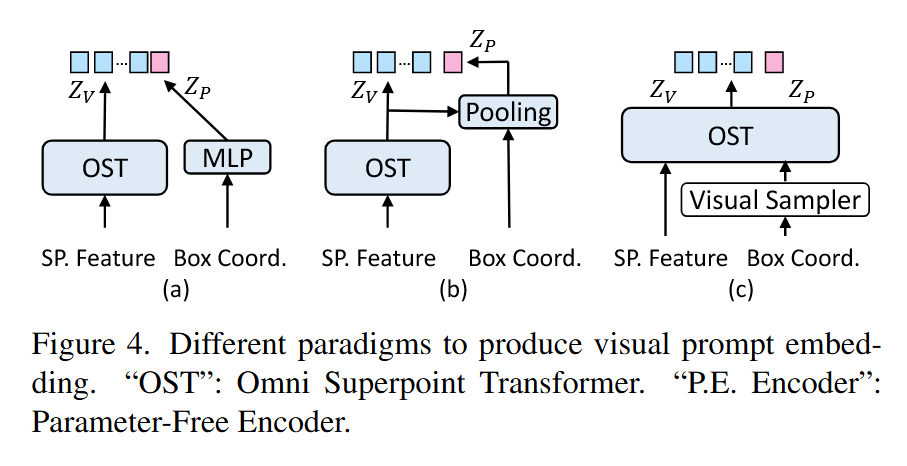 Z_P
Z_V Z_P Z_V Pooling Z_V Z_P
OST MLP OST OST
Visual Sampler
SP. Feature Box Coord. SP. Feature Box Coord. SP. Feature Box Coord.
(a) (b) (c)
Figure 4. Different paradigms to produce visual prompt embed-
ding. “OST”: Omni Superpoint Transformer. “P.E. Encoder”:
Parameter-Free Encoder.